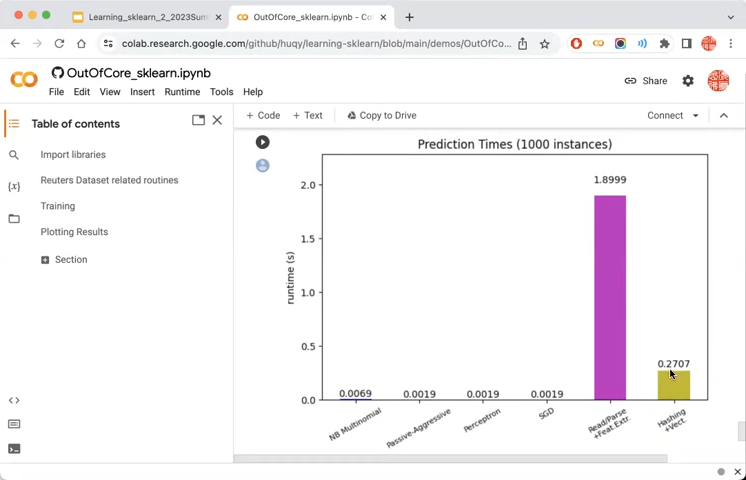 Learning_sklearn_2_2023Sum
OutOfCore_sklearn.ipynb - Co
colab.research.google.com/github/huqy/learning-sklearn/blob/main/demos/OutOfCo...
OutOfCore_sklearn.ipynb
File Edit View Insert Runtime Tools Help
Share
Table of contents
+ Code + Text Copy to Drive
Connect
Import libraries
Reuters Dataset related routines
Training
Plotting Results
Section
{x}
Prediction Times (1000 instances)
runtime (s)
2.0
1.5
1.0
0.5
0.0
0.0069
0.0019
0.0019
0.0019
1.8999
0.2707
NB Multinomial
Passive-Aggressive
Perceptron
SGD
Read/Parse
+Feat.Extr.
Hashing
+Vect.